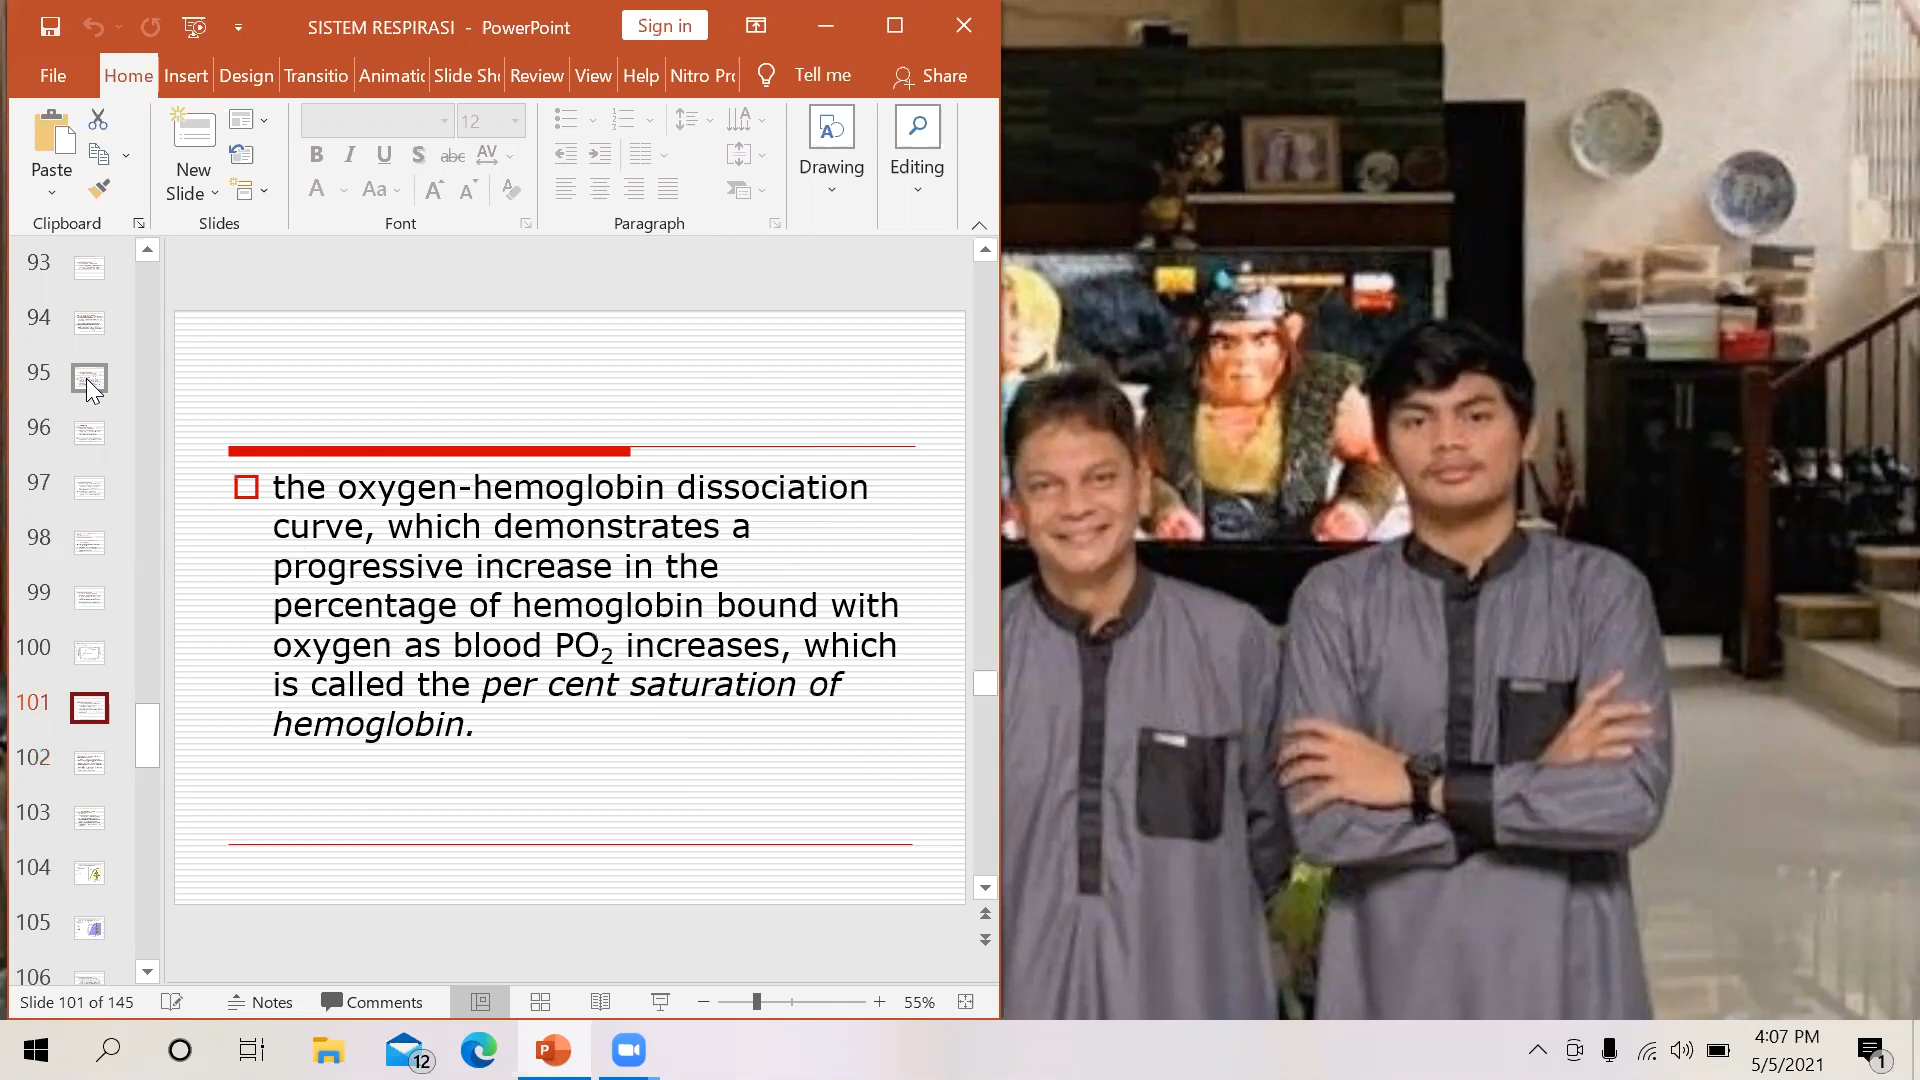 SISTEM RESPIRASI - PowerPoint
Sign in
File
Home
Insert
Design
Transitio
Animatic
Slide Sh
Review
View
Help
Nitro Pr
Tell me
Share
Paste
New
Slide
12
B I U S abc AV
A Aa A A
Drawing
Editing
Clipboard
Slides
Font
Paragraph
93
94
95
96
97
98
99
100
101
102
103
104
105
106
the oxygen-hemoglobin dissociation
curve, which demonstrates a
progressive increase in the
percentage of hemoglobin bound with
oxygen as blood PO₂ increases, which
is called the per cent saturation of
hemoglobin.
Slide 101 of 145
Notes
Comments
55%
12
4:07 PM
5/5/2021
1